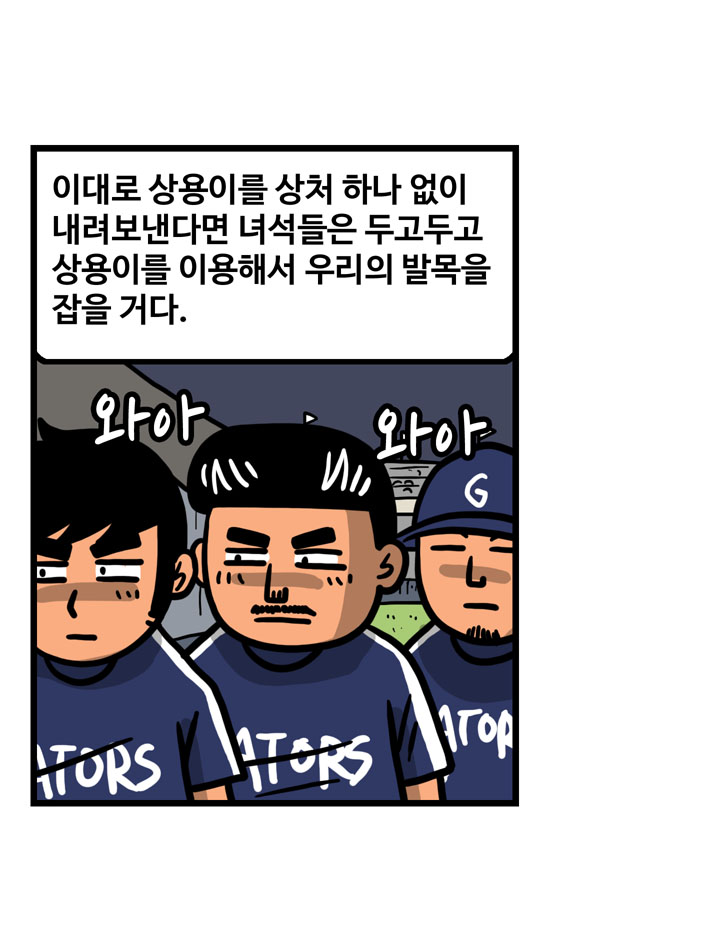 이대로 상용이를 상처 하나 없이
내려보낸다면 녀석들은 두고두고
상용이를 이용해서 우리의 발목을
잡을 거다.
와아
와아
G
ATORS
ATORS
ATOR